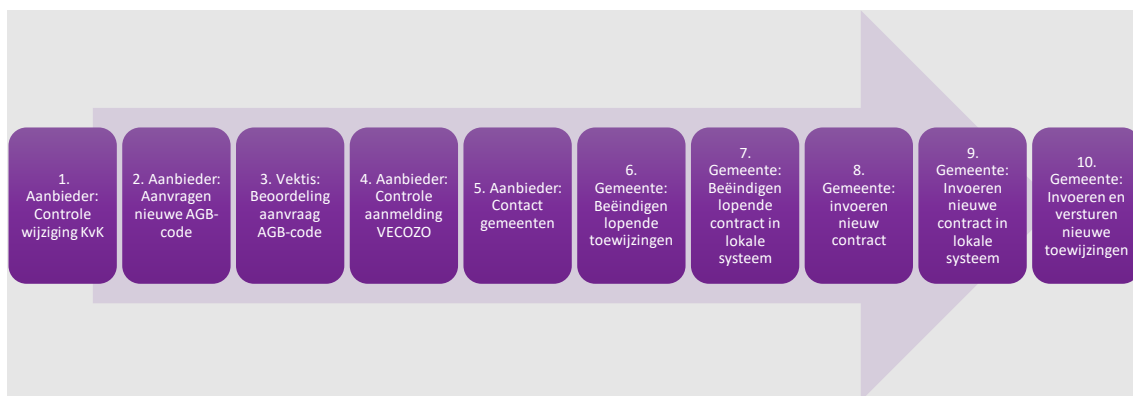 1.
Aanbieder:
Controle
wijziging KvK
2. Aanbieder:
Aanvragen
nieuwe AGB-
code
3. Vektis:
Beoordeling
aanvraag
AGB-code
4. Aanbieder:
Controle
aanmelding
VECOZO
5. Aanbieder:
Contact
gemeenten
6.
Gemeente:
Beëindigen
lopende
toewijzingen
7.
Gemeente:
Beëindigen
lopende
contract in
lokale
systeem
8.
Gemeente:
invoeren
nieuw
contract
9.
Gemeente:
Invoeren
nieuwe
contract in
lokale
systeem
10.
Gemeente:
Invoeren en
versturen
nieuwe
toewijzingen